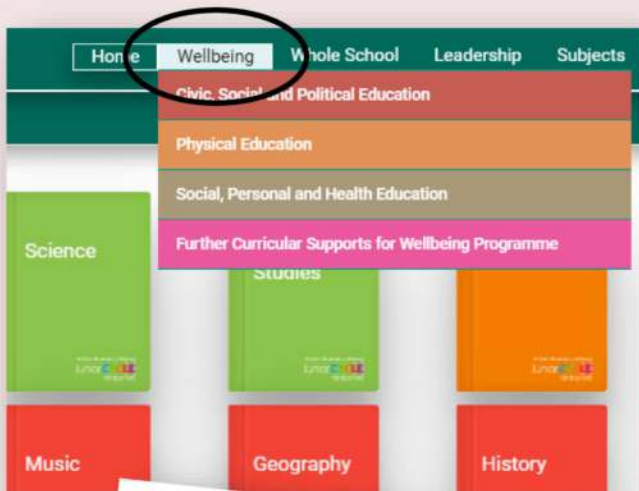 Home Wellbeing Whole School Leadership Subjects
Civic, Social and Political Education
Physical Education
Social, Personal and Health Education
Further Curricular Supports for Wellbeing Programme
Science
Studies
Music Geography History